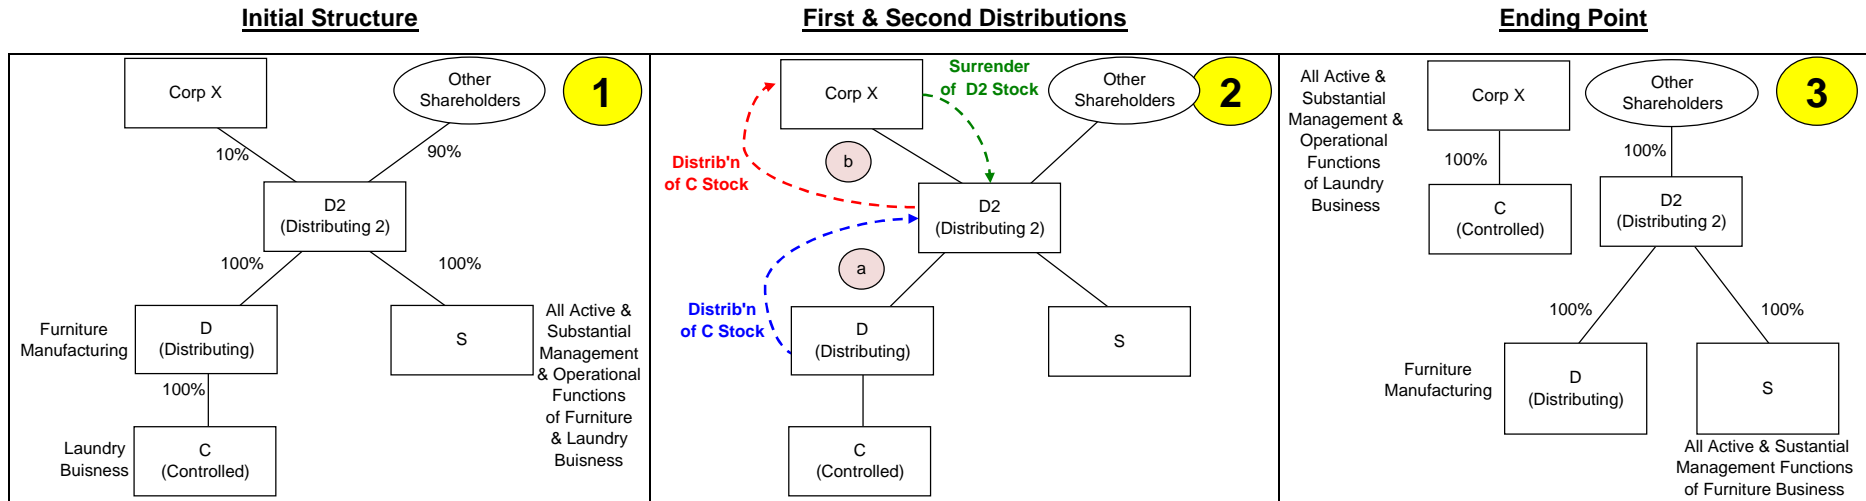 Initial Structure
First & Second Distributions
Ending Point
Corp X
Other
Shareholders
1
10%
90%
D2
(Distributing 2)
100%
100%
Furniture
Manufacturing
D
(Distributing)
S
All Active &
Substantial
Management
& Operational
Functions
of Furniture
& Laundry
Buisness
100%
Laundry
Buisness
C
(Controlled)
Corp X
Surrender
of D2 Stock
Other
Shareholders
2
Distrib'n
of C Stock
b
D2
(Distributing 2)
a
Distrib'n
of C Stock
D
(Distributing)
S
C
(Controlled)
All Active &
Substantial
Management &
Operational
Functions
of Laundry
Business
Corp X
Other
Shareholders
3
100%
100%
C
(Controlled)
D2
(Distributing 2)
100%
100%
Furniture
Manufacturing
D
(Distributing)
S
All Active & Sustantial
Management Functions
of Furniture Business